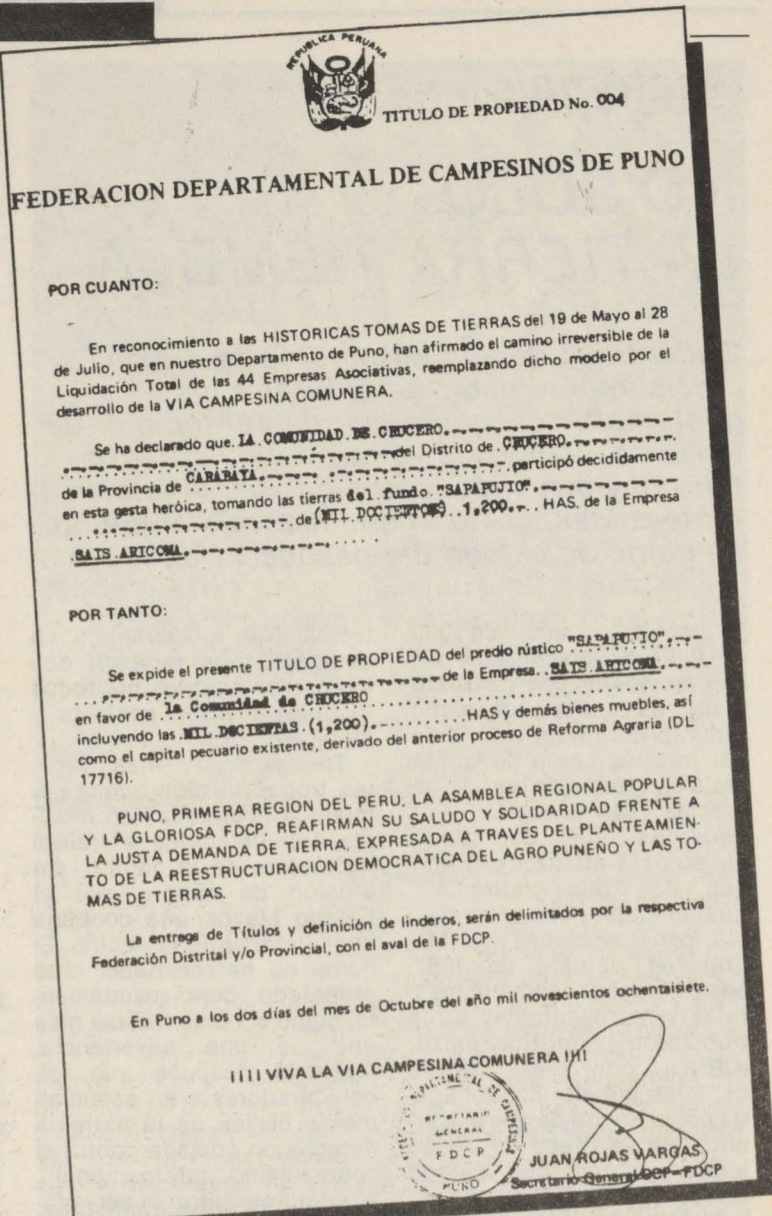 REPUBLICA PERUANA
TITULO DE PROPIEDAD No. 004
FEDERACION DEPARTAMENTAL DE CAMPESINOS DE PUNO
POR CUANTO:
En reconocimiento a las HISTORICAS TOMAS DE TIERRAS del 19 de Mayo al 28
de Julio, que en nuestro Departamento de Puno, han afirmado el camino irreversible de la
Liquidación Total de las 44 Empresas Asociativas, reemplazando dicho modelo por el
desarrollo de la VIA CAMPESINA COMUNERA.
Se ha declarado que LA COMUNIDAD DE CRUCERO
del Distrito de CRUCERO
de la Provincia de CARABAYA participó decididamente
en esta gesta heróica, tomando las tierras del fundo "SAPAPUJIO"
de (MIL DOCIENTOS) 1,200 HAS. de la Empresa
SAIS ARICOMA
POR TANTO:
Se expide el presente TITULO DE PROPIEDAD del predio rústico "SAPAPUJIO"
de la Empresa SAIS ARICOMA
en favor de la Comunidad de CRUCERO
incluyendo las MIL DOCIENTAS (1,200) HAS y demás bienes muebles, así
como el capital pecuario existente, derivado del anterior proceso de Reforma Agraria (DL
17716).
PUNO, PRIMERA REGION DEL PERU, LA ASAMBLEA REGIONAL POPULAR
Y LA GLORIOSA FDCP, REAFIRMAN SU SALUDO Y SOLIDARIDAD FRENTE A
LA JUSTA DEMANDA DE TIERRA, EXPRESADA A TRAVES DEL PLANTEAMIEN-
TO DE LA REESTRUCTURACION DEMOCRATICA DEL AGRO PUNEÑO Y LAS TO-
MAS DE TIERRAS.
La entrega de Títulos y definición de linderos, serán delimitados por la respectiva
Federación Distrital y/o Provincial, con el aval de la FDCP.
En Puno a los dos días del mes de Octubre del año mil novescientos ochentaisiete.
IIII VIVA LA VIA CAMPESINA COMUNERA IIII
DEPARTAMENTAL DE CAMPESINOS
SECRETARIO
GENERAL
FDCP
PUNO
JUAN ROJAS VARGAS
Secretario General CCP-FDCP